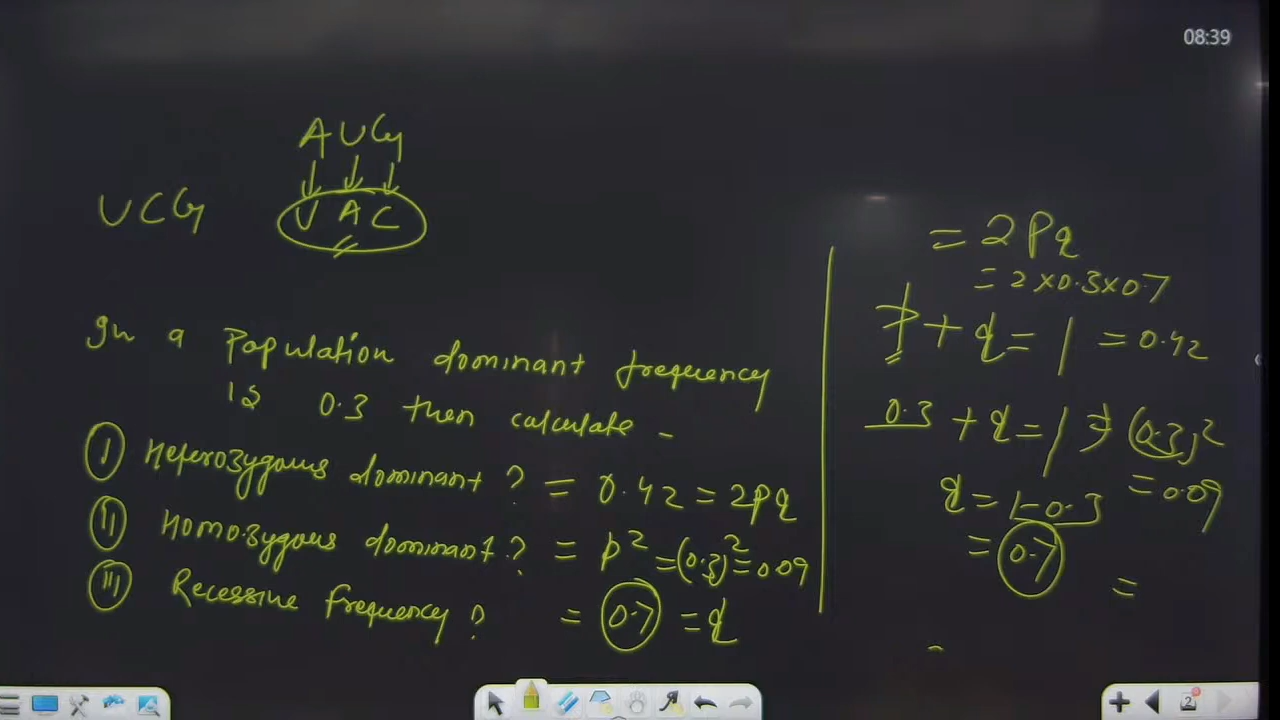 08:39
AUG
UCG
UAC
In a Population dominant frequency
is 0.3 then calculate -
(I) Heterozygous dominant ? = 0.42 = 2Pq
(II) Homozygous dominant ? = p² = (0.3)² = 0.09
(III) Recessive frequency ? = 0.7 = q
= 2Pq
= 2×0.3×0.7
P + q = 1 = 0.42
0.3 + q = 1 ⇒ (0.3)²
= 0.09
q = 1-0.3
= 0.7
=
2